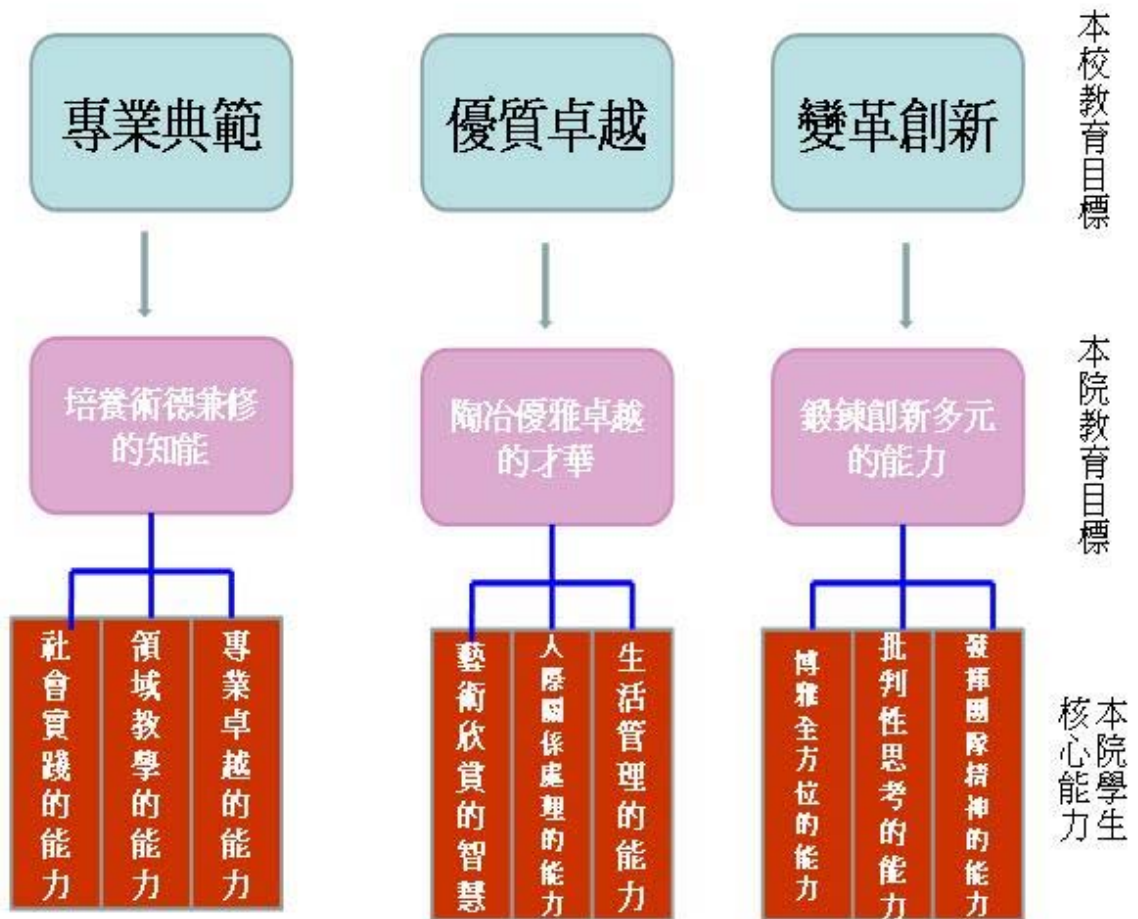 專業典範
優質卓越
變革創新
本校教育目標
培養術德兼修
的知能
陶冶優雅卓越
的才華
鍛鍊創新多元
的能力
本院教育目標
社會實踐的能力
領域教學的能力
專業卓越的能力
藝術欣賞的智慧
人際關係處理的能力
生活管理的能力
博雅全方位的能力
批判性思考的能力
發揮團隊精神的能力
本院學生
核心能力